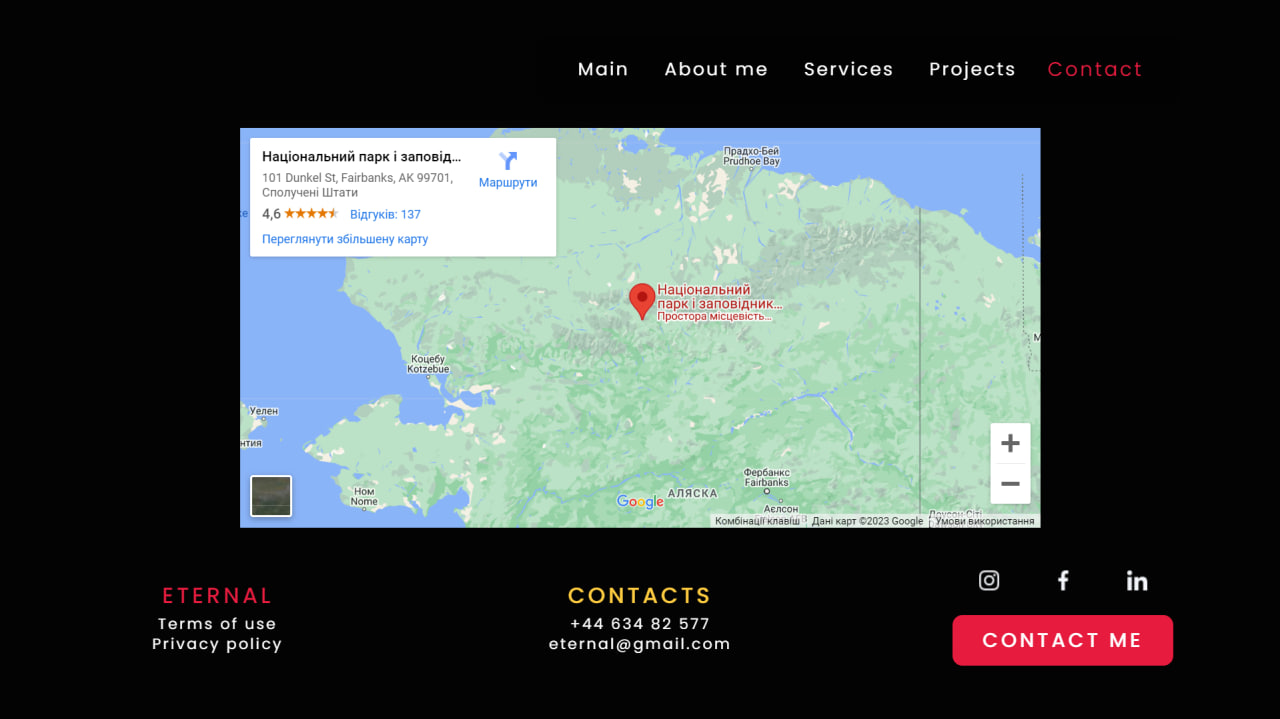 Main About me Services Projects Contact
Національний парк і заповід...
Маршрути
101 Dunkel St, Fairbanks, AK 99701,
Сполучені Штати
4,6 Відгуків: 137
Переглянути збільшену карту
Прадхо-Бей
Prudhoe Bay
Національний
парк і заповідник...
Простора місцевість...
Коцебу
Kotzebue
Уелен
нтия
Ном
Nome
Фербанкс
Fairbanks
АЛЯСКА
Google
Аєлсон
Комбінації клавіш Дані карт ©2023 Google Умови використання
ETERNAL
Terms of use
Privacy policy
CONTACTS
+44 634 82 577
eternal@gmail.com
CONTACT ME